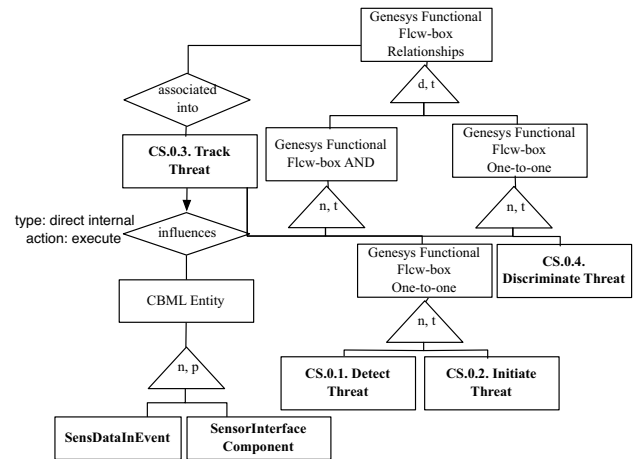 Genesys Functional
Flcw-box
Relationships
associated
into
d, t
CS.0.3. Track
Threat
Genesys Functional
Flcw-box AND
Genesys Functional
Flcw-box
One-to-one
type: direct internal
action: execute
influences
n, t
n, t
Genesys Functional
Flcw-box
One-to-one
CS.0.4.
Discriminate Threat
CBML Entity
n, t
n, p
CS.0.1. Detect
Threat
CS.0.2. Initiate
Threat
SensDataInEvent
SensorInterface
Component